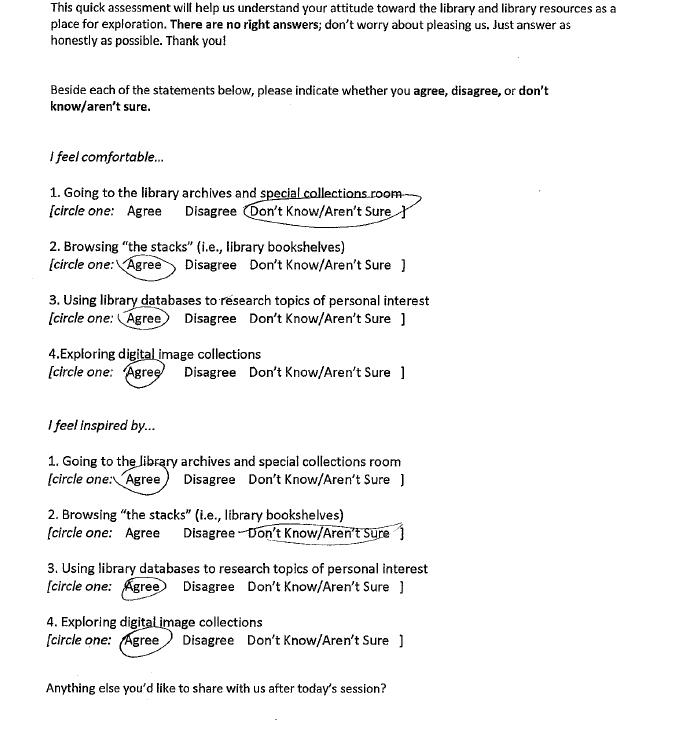 This quick assessment will help us understand your attitude toward the library and library resources as a
place for exploration. There are no right answers; don't worry about pleasing us. Just answer as
honestly as possible. Thank you!
Beside each of the statements below, please indicate whether you agree, disagree, or don't
know/aren't sure.
I feel comfortable...
1. Going to the library archives and special collections room
[circle one: Agree Disagree Don't Know/Aren't Sure ]
2. Browsing "the stacks" (i.e., library bookshelves)
[circle one: Agree Disagree Don't Know/Aren't Sure ]
3. Using library databases to research topics of personal interest
[circle one: Agree Disagree Don't Know/Aren't Sure ]
4.Exploring digital image collections
[circle one: Agree Disagree Don't Know/Aren't Sure ]
I feel inspired by...
1. Going to the library archives and special collections room
[circle one: Agree Disagree Don't Know/Aren't Sure ]
2. Browsing "the stacks" (i.e., library bookshelves)
[circle one: Agree Disagree Don't Know/Aren't Sure ]
3. Using library databases to research topics of personal interest
[circle one: Agree Disagree Don't Know/Aren't Sure ]
4. Exploring digital image collections
[circle one: Agree Disagree Don't Know/Aren't Sure ]
Anything else you'd like to share with us after today's session?